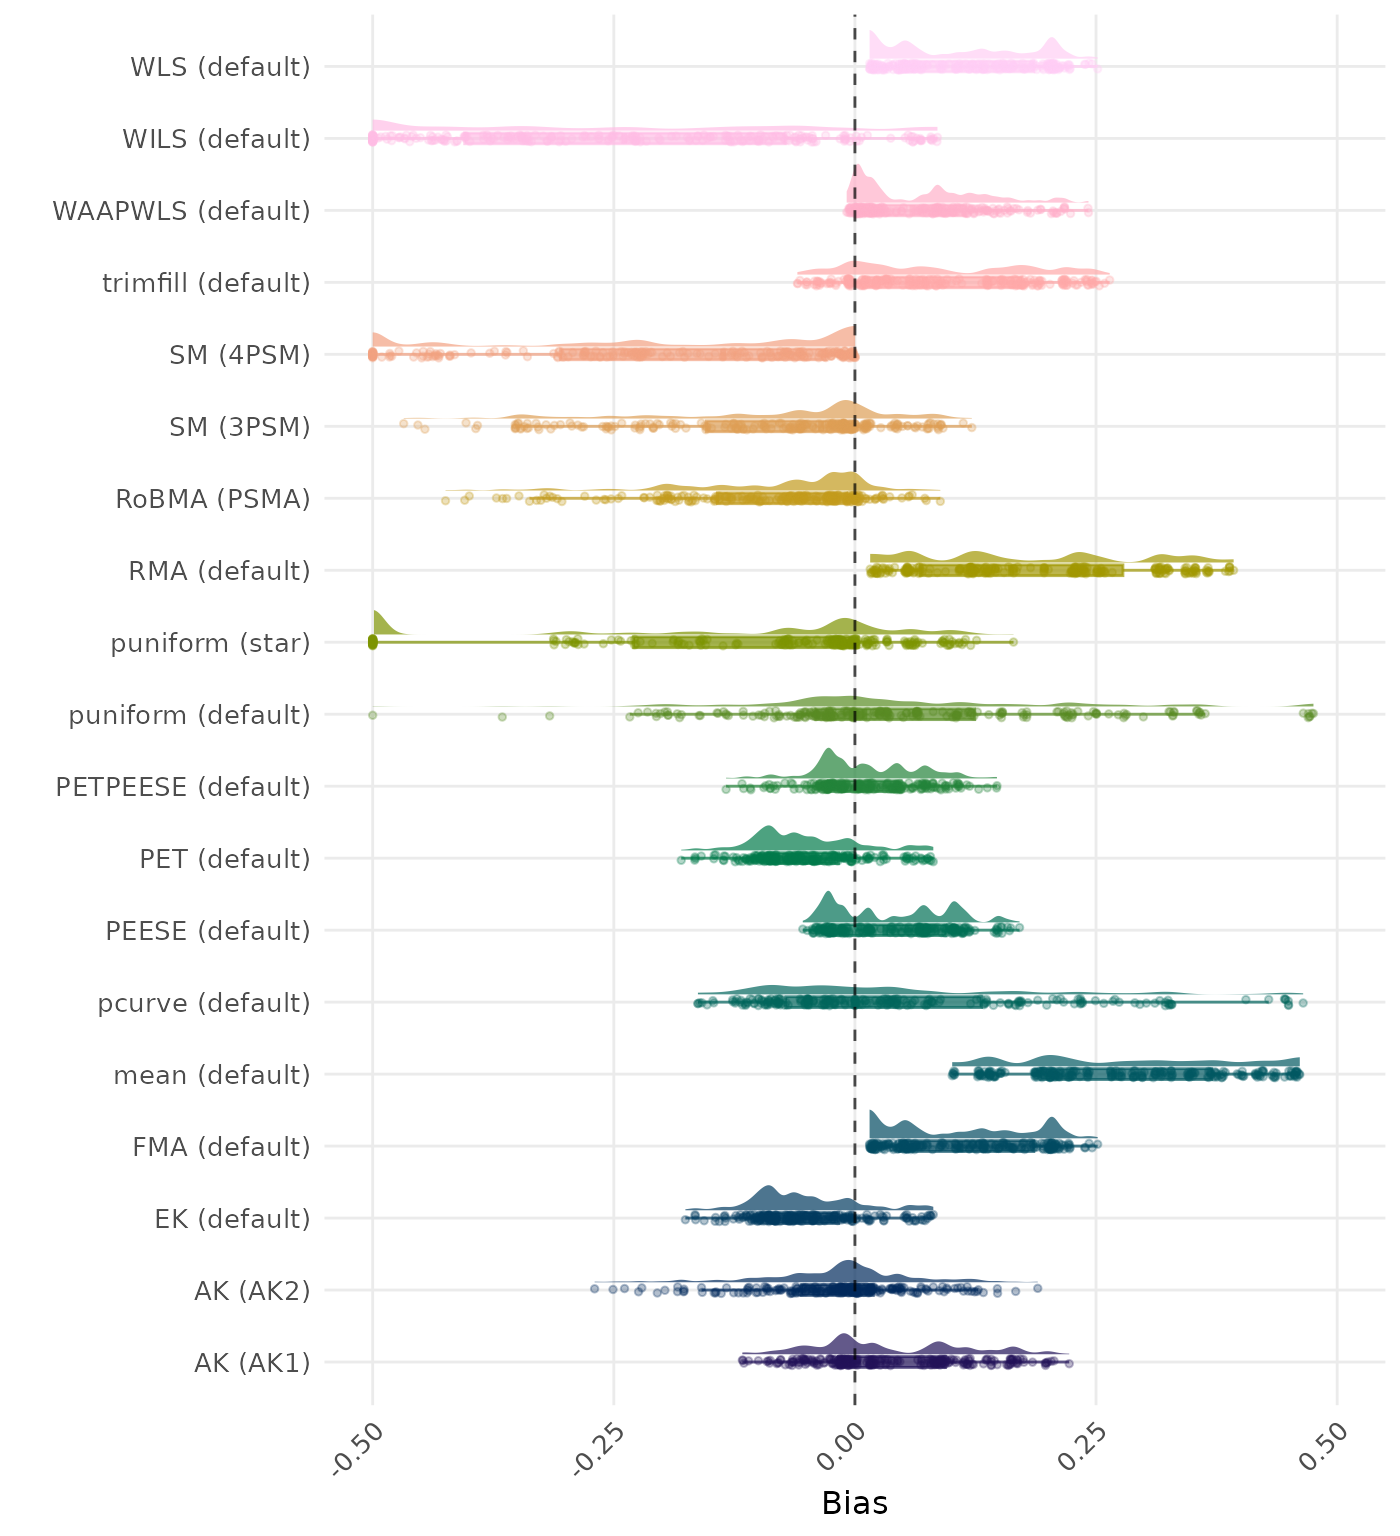 WLS (default)
WILS (default)
WAAPWLS (default)
trimfill (default)
SM (4PSM)
SM (3PSM)
RoBMA (PSMA)
RMA (default)
puniform (star)
puniform (default)
PETPEESE (default)
PET (default)
PEESE (default)
pcurve (default)
mean (default)
FMA (default)
EK (default)
AK (AK2)
AK (AK1)
-0.50
-0.25
0.00
0.25
0.50
Bias